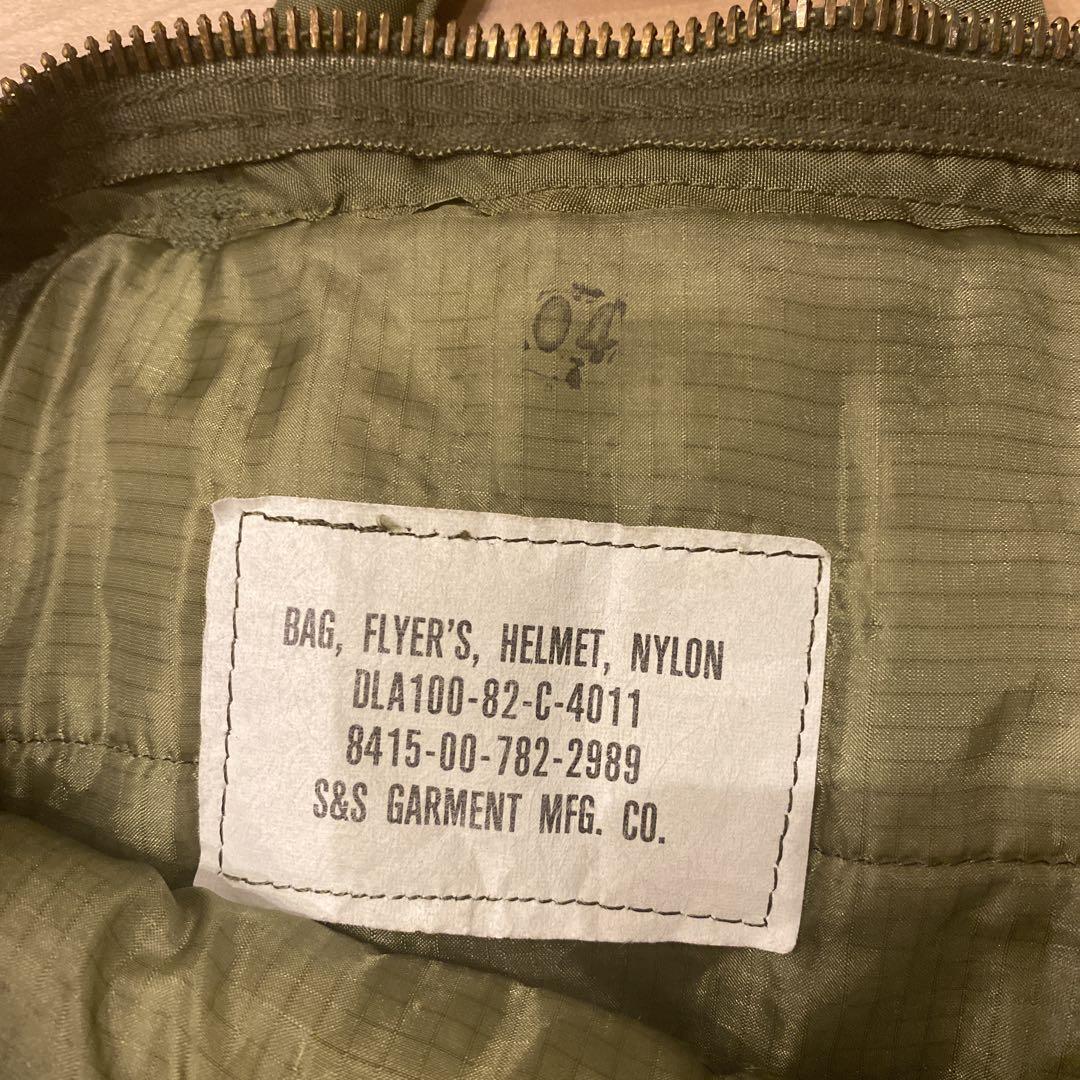 04
BAG, FLYER'S, HELMET, NYLON
DLA100-82-C-4011
8415-00-782-2989
S&S GARMENT MFG. CO.